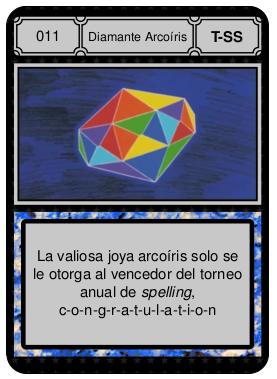 011
Diamante Arcoíris
T-SS
La valiosa joya arcoíris solo se
le otorga al vencedor del torneo
anual de spelling,
c-o-n-g-r-a-t-u-l-a-t-i-o-n